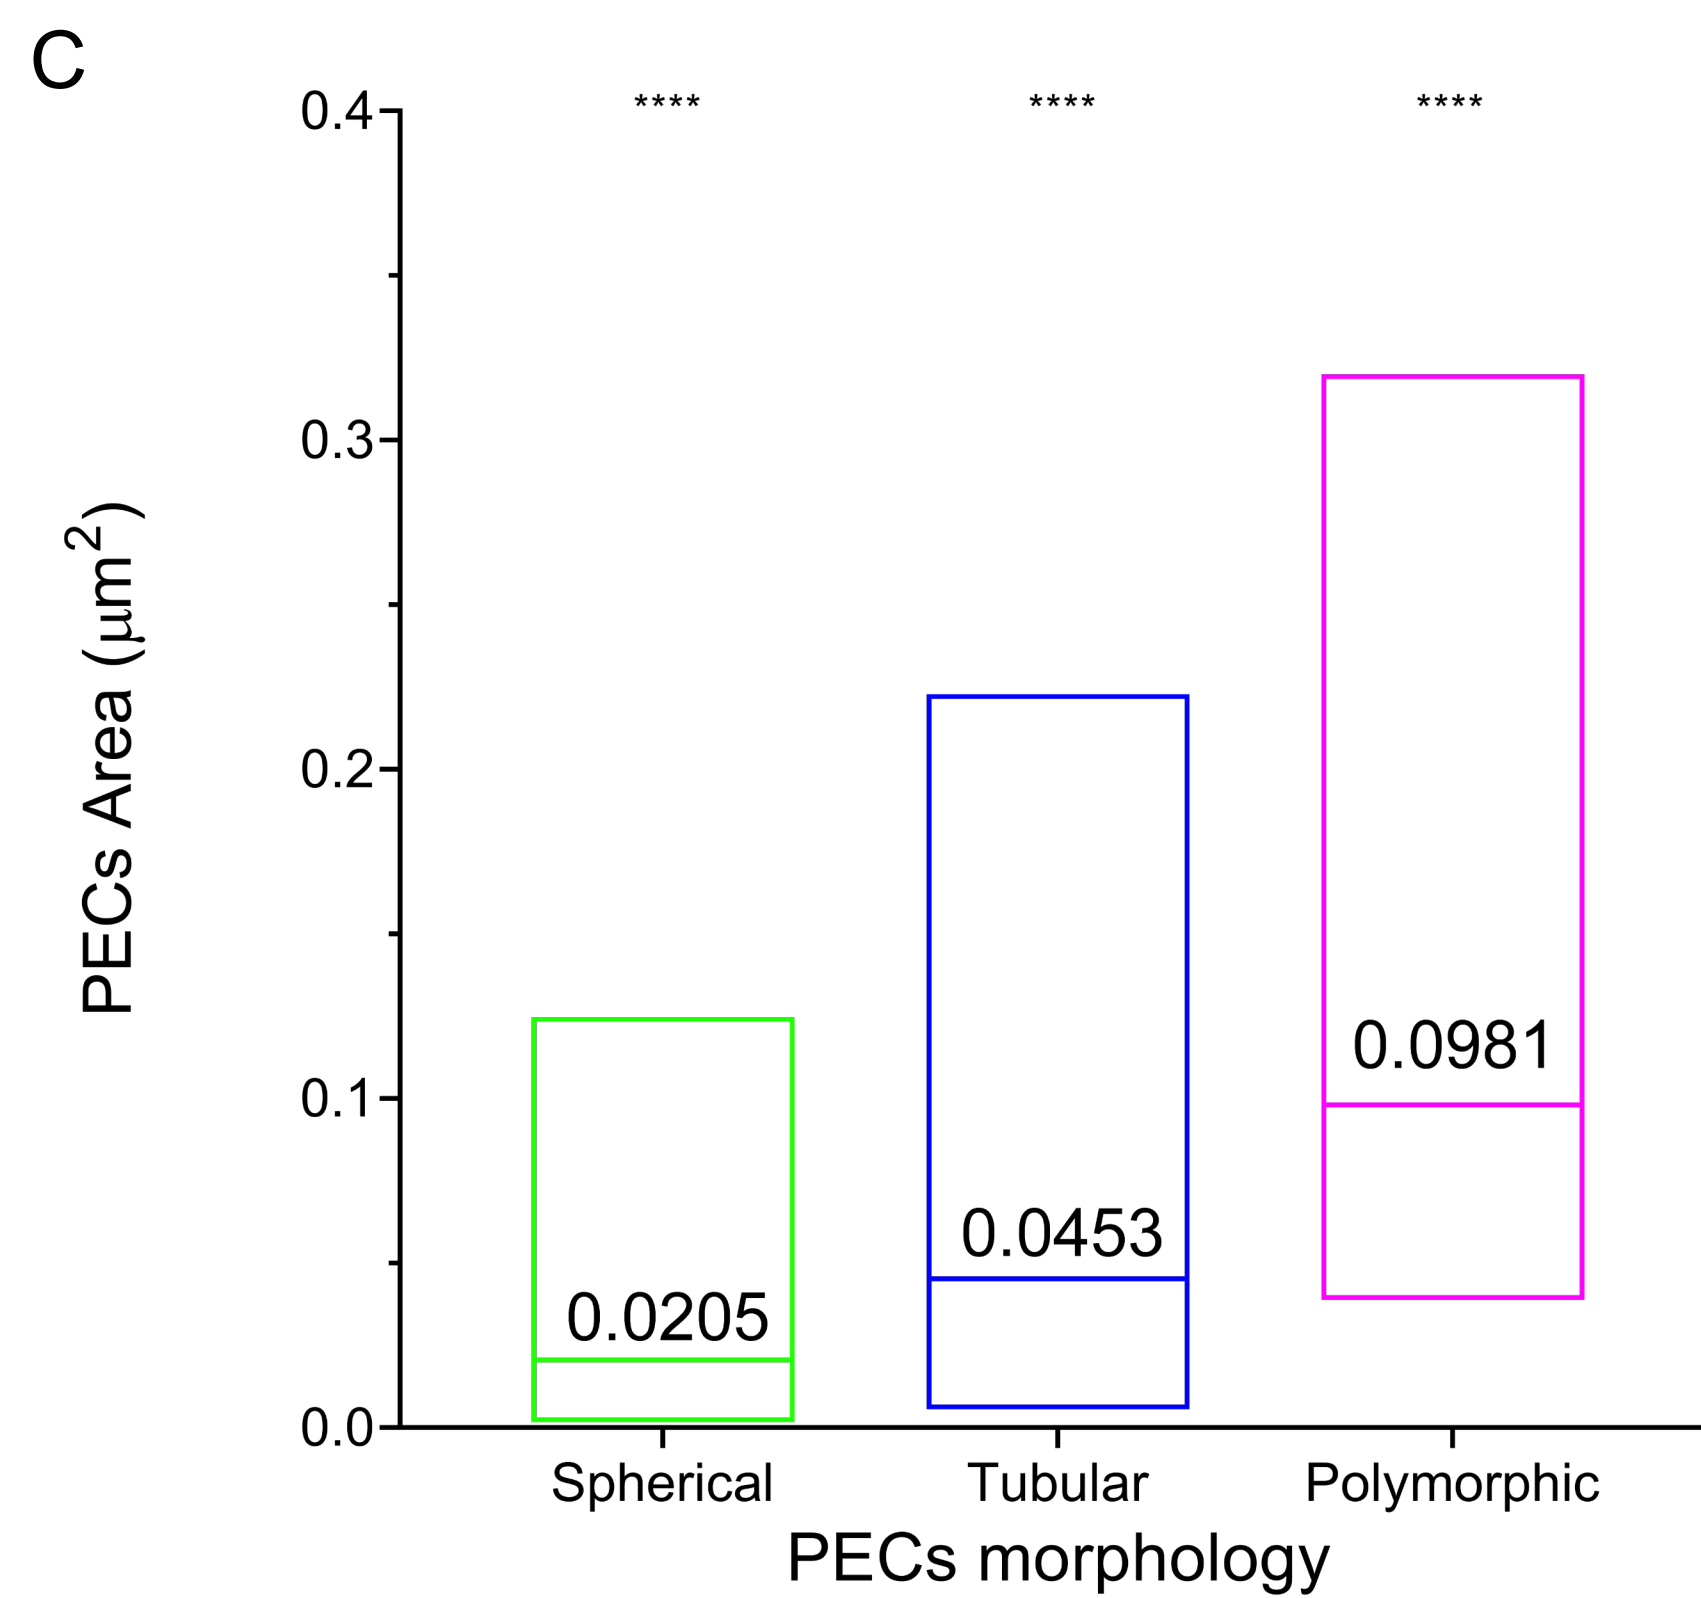 C
**** **** ****
0.4
0.3
0.2
0.1
0.0
PECs Area (μm²)
0.0981
0.0453
0.0205
Spherical Tubular Polymorphic
PECs morphology